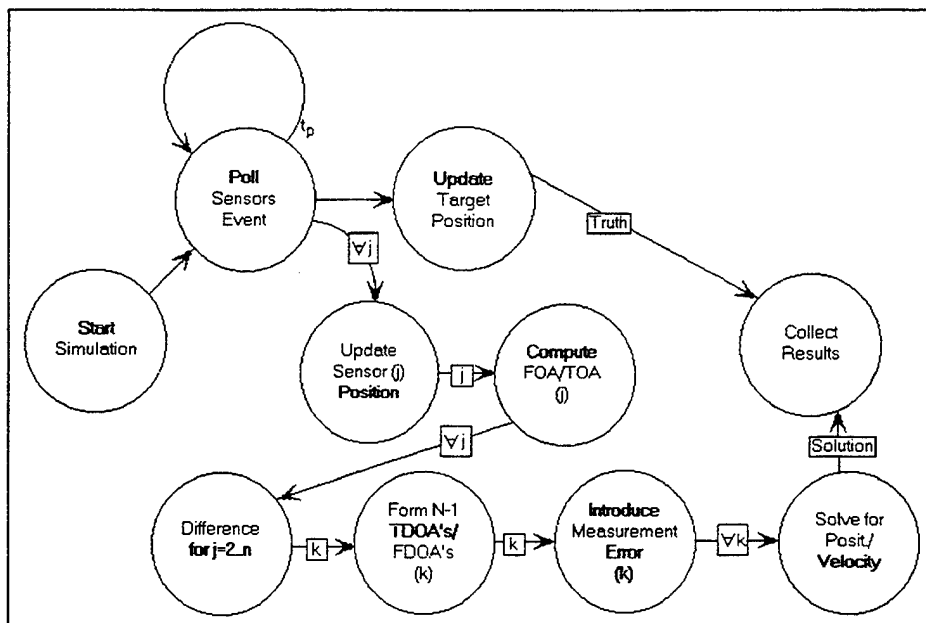 t_p
Poll
Sensors
Event
Update
Target
Position
Truth
∀j
Start
Simulation
Update
Sensor (j)
Position
j
Compute
FOA/TOA
(j)
Collect
Results
∀j
Solution
Difference
for j=2..n
k
Form N-1
TDOA's/
FDOA's
(k)
k
Introduce
Measurement
Error
(k)
∀k
Solve for
Posit./
Velocity